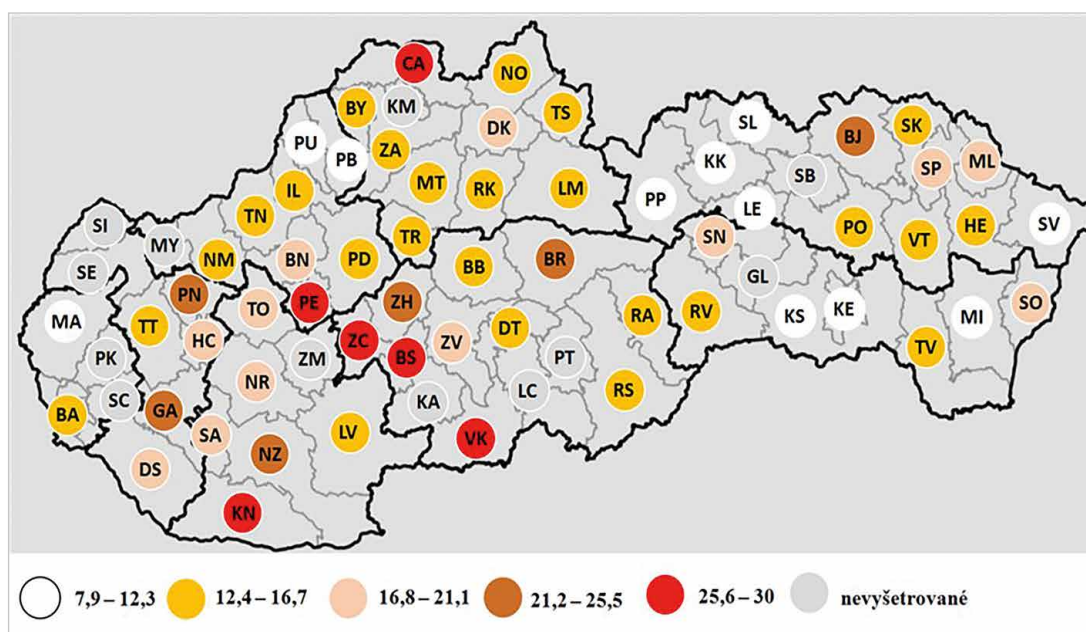 CA NO
BY KM DK TS SL BJ SK
PU PB ZA KK SB SP ML
IL MT RK LM PP LE
TN TR SN PO VT HE SV
SI MY NM BN PD BB BR GL
SE PN TO PE ZH RA RV KS KE MI SO
MA TT HC ZC BS ZV DT TV
PK ZM PT
BA SC GA NR KA LC RS
SA LV VK
DS NZ
KN
7,9 – 12,3 12,4 – 16,7 16,8 – 21,1 21,2 – 25,5 25,6 – 30 nevyšetrované